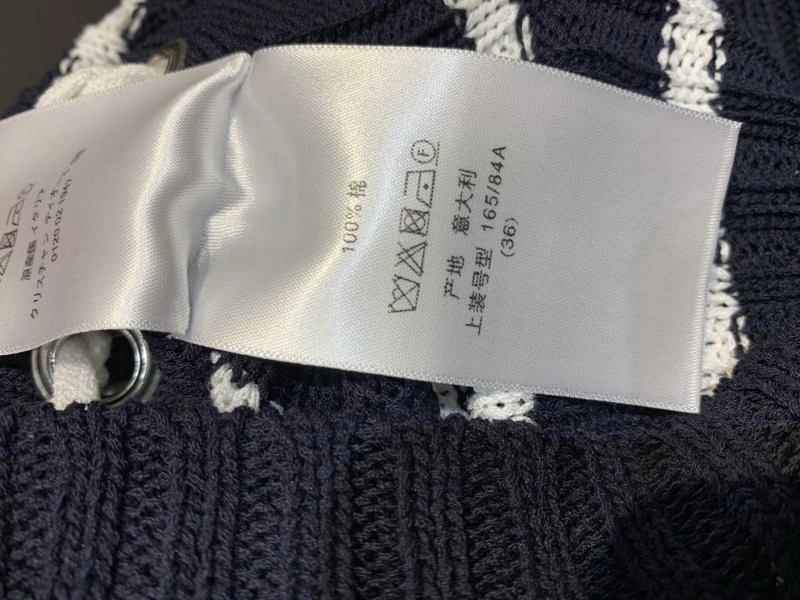 原産国 イタリア
クリスチャン ディオール
0120 02 1947
100% 棉
F
产地 意大利
上装号型 165/84A
(36)